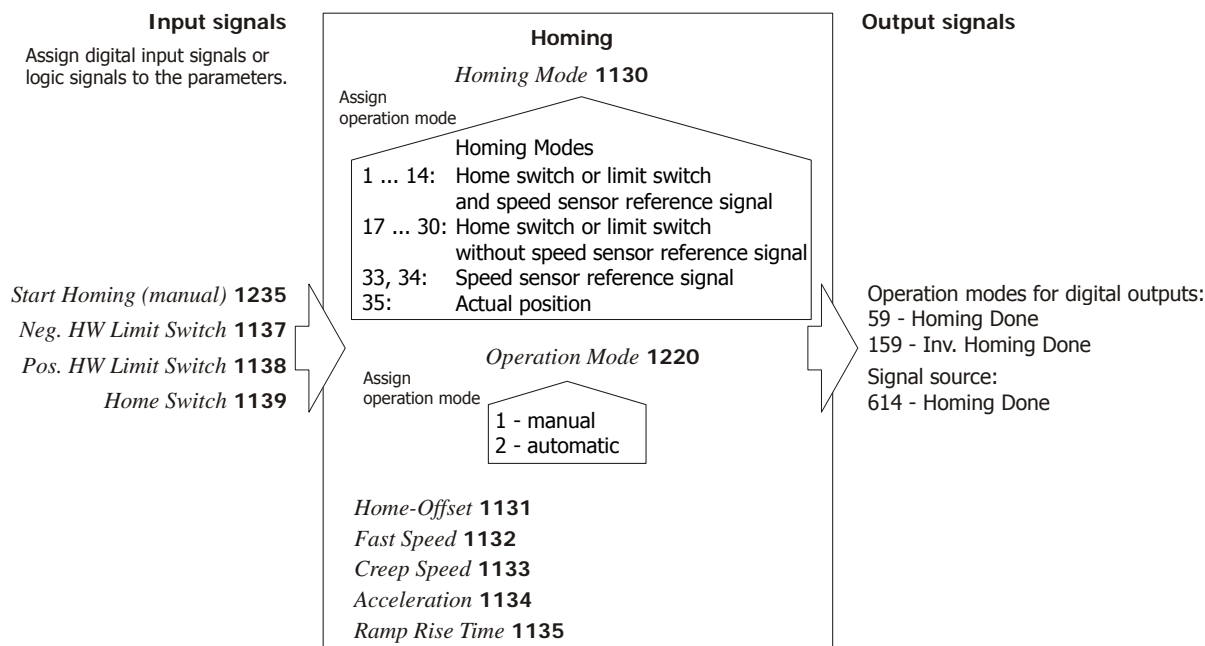 Input signals
Assign digital input signals or
logic signals to the parameters.
Start Homing (manual) 1235
Neg. HW Limit Switch 1137
Pos. HW Limit Switch 1138
Home Switch 1139
Homing
Homing Mode 1130
Assign
operation mode
Homing Modes
1 ... 14: Home switch or limit switch
and speed sensor reference signal
17 ... 30: Home switch or limit switch
without speed sensor reference signal
33, 34: Speed sensor reference signal
35: Actual position
Operation Mode 1220
Assign
operation mode
1 - manual
2 - automatic
Home-Offset 1131
Fast Speed 1132
Creep Speed 1133
Acceleration 1134
Ramp Rise Time 1135
Output signals
Operation modes for digital outputs:
59 - Homing Done
159 - Inv. Homing Done
Signal source:
614 - Homing Done